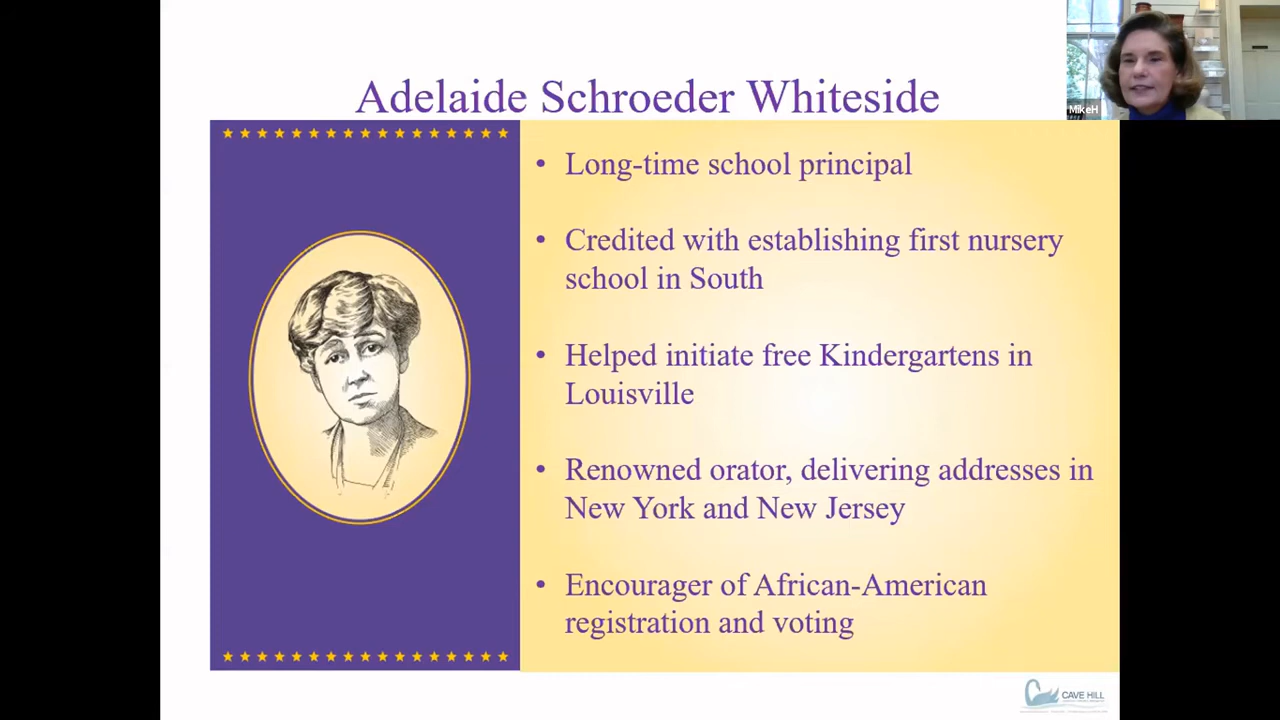 Adelaide Schroeder Whiteside
MikeH
• Long-time school principal
• Credited with establishing first nursery
school in South
• Helped initiate free Kindergartens in
Louisville
• Renowned orator, delivering addresses in
New York and New Jersey
• Encourager of African-American
registration and voting
CAVE HILL